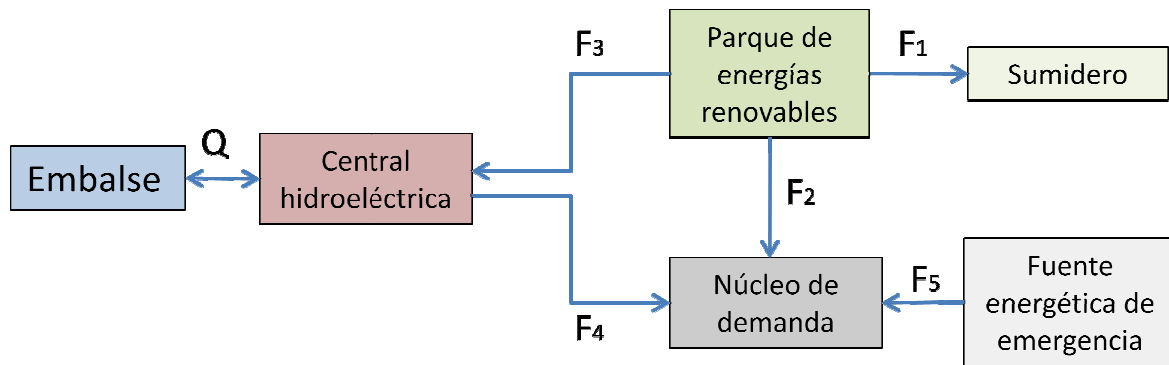 F3
Parque de
energías
renovables
F1
Sumidero
Q
Embalse
Central
hidroeléctrica
F2
Núcleo de
demanda
F4
F5
Fuente
energética de
emergencia